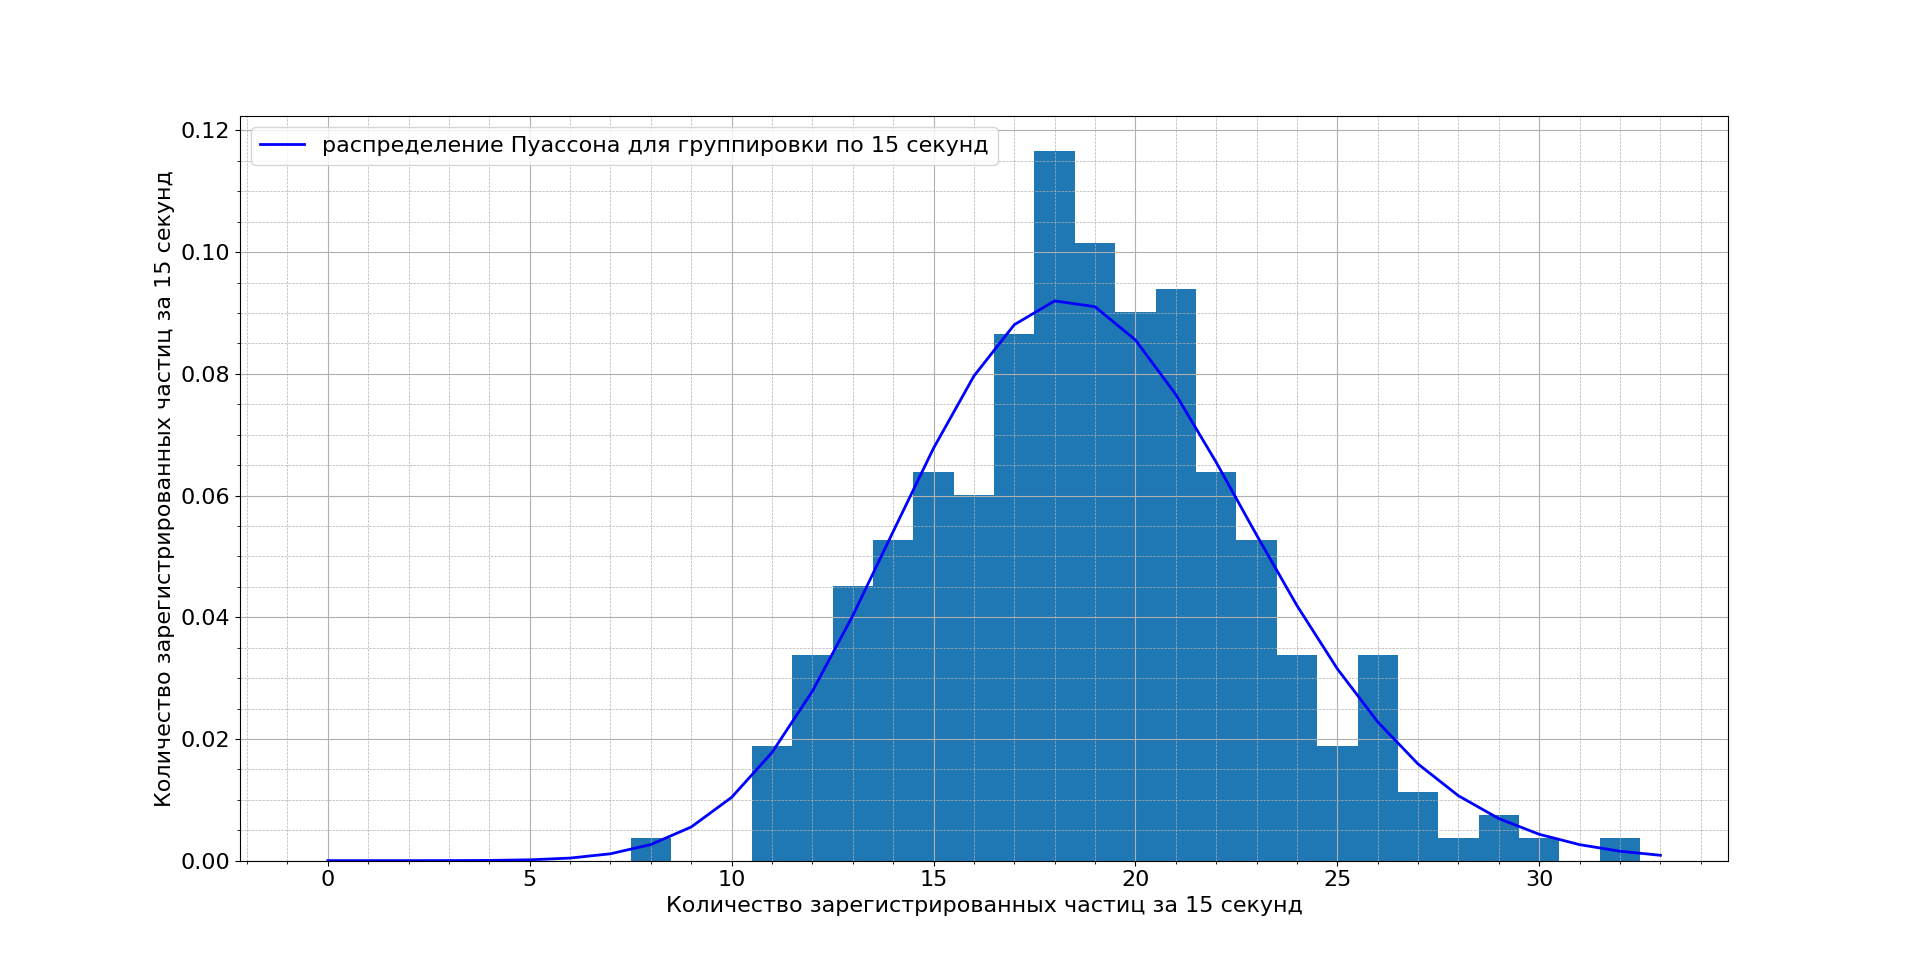 распределение Пуассона для группировки по 15 секунд
Количество зарегистрированных частиц за 15 секунд
0.12
0.10
0.08
0.06
0.04
0.02
0.00
0 5 10 15 20 25 30
Количество зарегистрированных частиц за 15 секунд